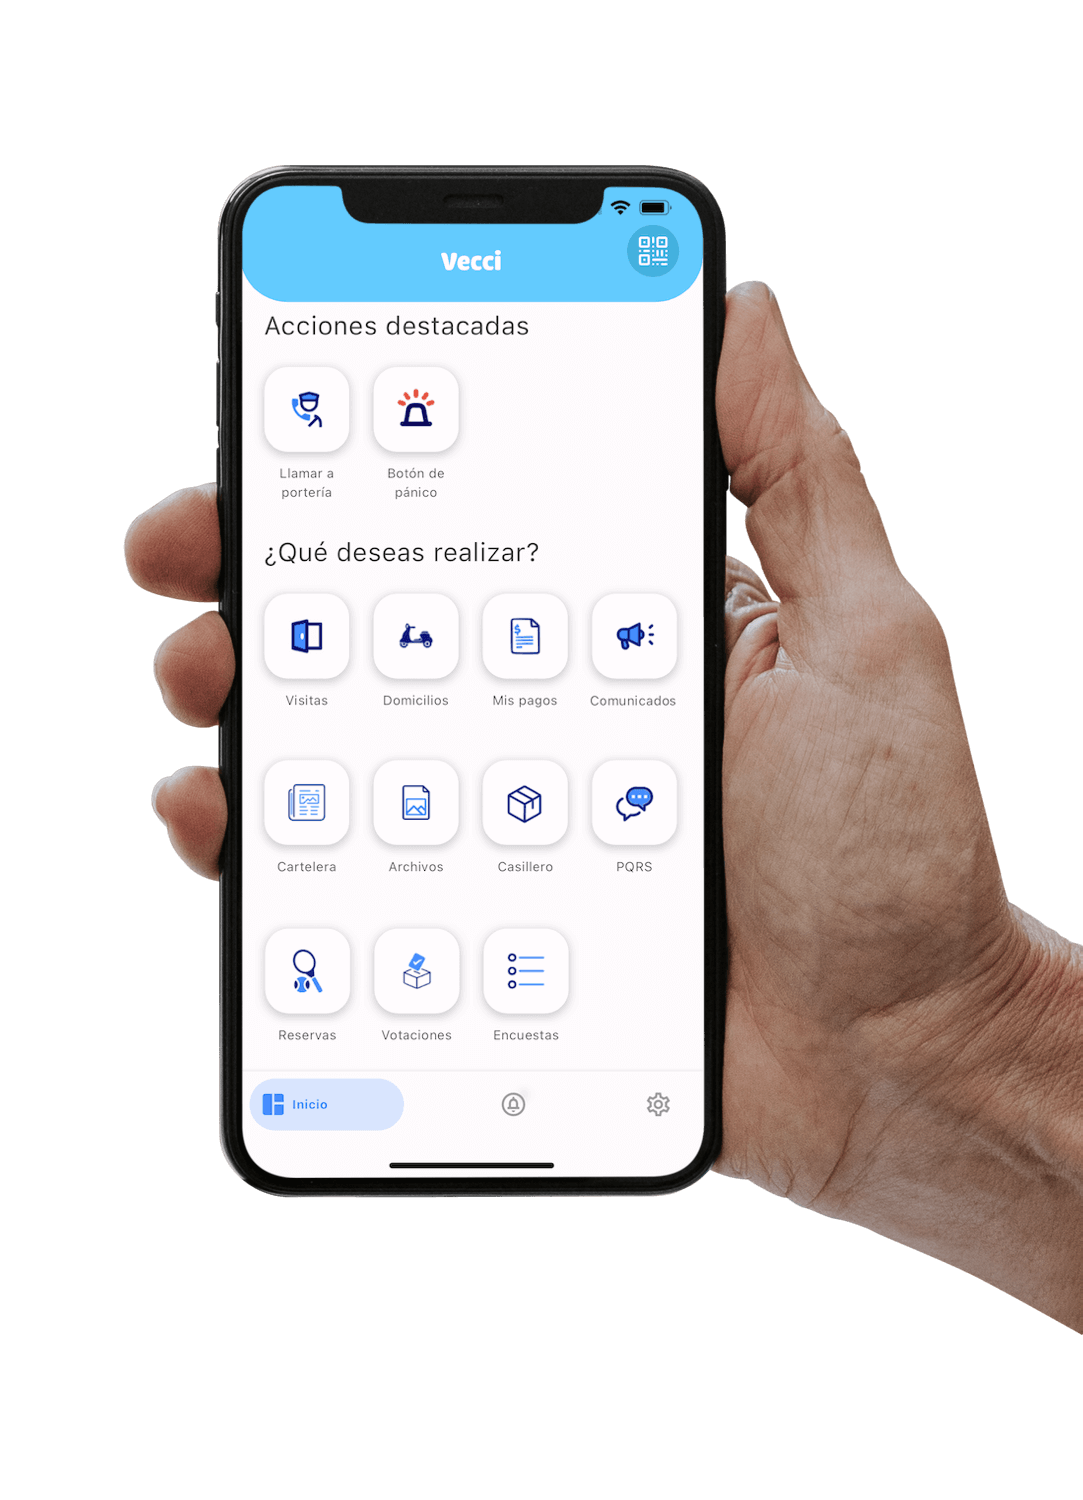 Vecci
Acciones destacadas
Llamar a
portería
Botón de
pánico
¿Qué deseas realizar?
Visitas
Domicilios
Mis pagos
Comunicados
Cartelera
Archivos
Casillero
PQRS
Reservas
Votaciones
Encuestas
Inicio